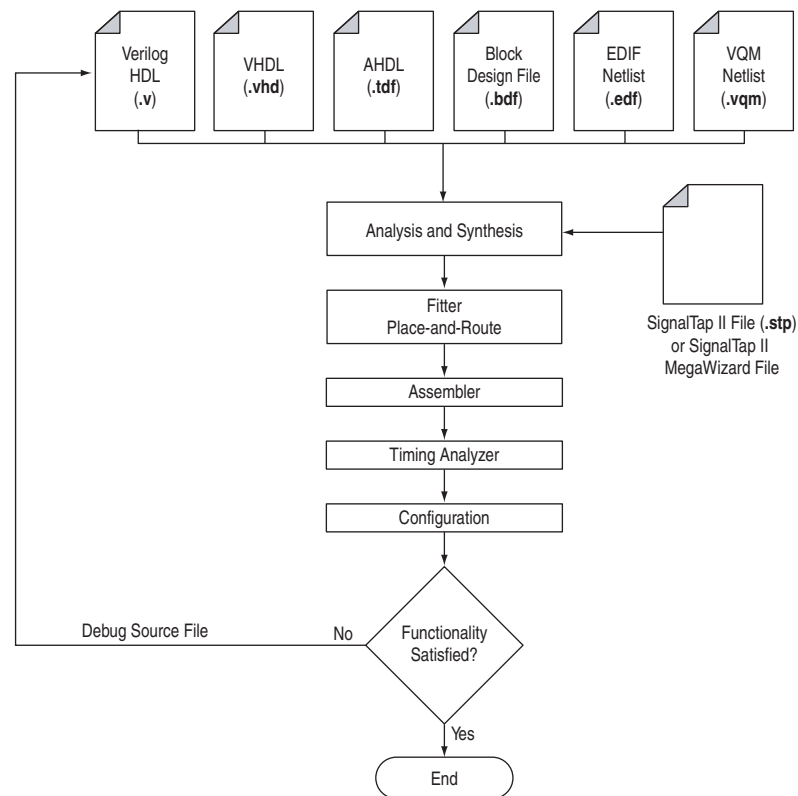 Verilog
HDL
(.v)
VHDL
(.vhd)
AHDL
(.tdf)
Block
Design File
(.bdf)
EDIF
Netlist
(.edf)
VQM
Netlist
(.vqm)
Analysis and Synthesis
SignalTap II File (.stp)
or SignalTap II
MegaWizard File
Fitter
Place-and-Route
Assembler
Timing Analyzer
Configuration
Debug Source File
No
Functionality
Satisfied?
Yes
End